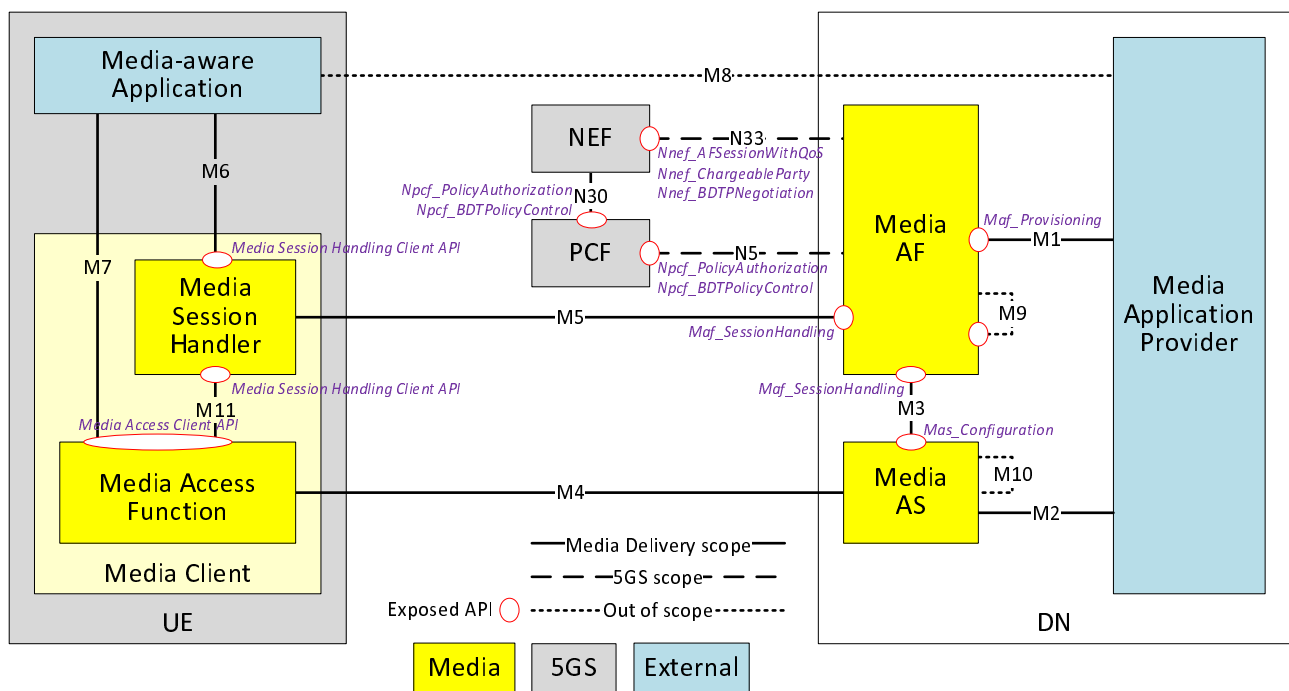 Media-aware
Application
M8
NEF
N33
Nnef_AFSessionWithQoS
Nnef_ChargeableParty
Nnef_BDTPNegotiation
M6
Npcf_PolicyAuthorization
Npcf_BDTPolicyControl
N30
PCF
N5
Npcf_PolicyAuthorization
Npcf_BDTPolicyControl
Media
AF
Maf_Provisioning
M1
M9
Media
Application
Provider
M7
Media Session Handling Client API
Media
Session
Handler
M5
Maf_SessionHandling
Media Session Handling Client API
M11
Media Access Client API
Maf_SessionHandling
M3
Mas_Configuration
Media Access
Function
M4
Media
AS
M10
M2
Media Client
UE
DN
Media Delivery scope
5GS scope
Exposed API
Out of scope
Media
5GS
External